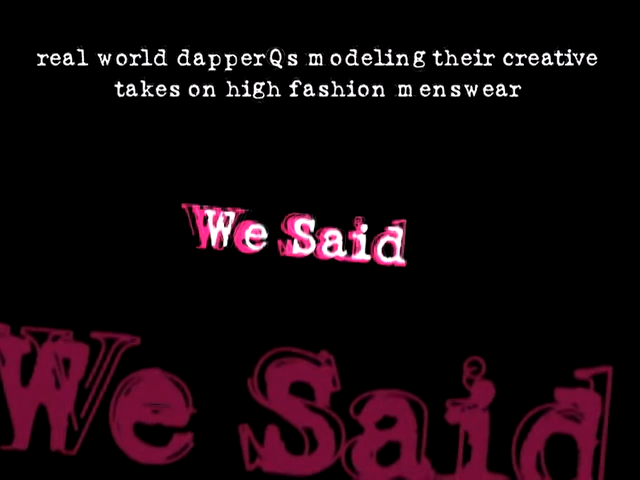 real world dapperQs modeling their creative
takes on high fashion menswear
We Said
We Said